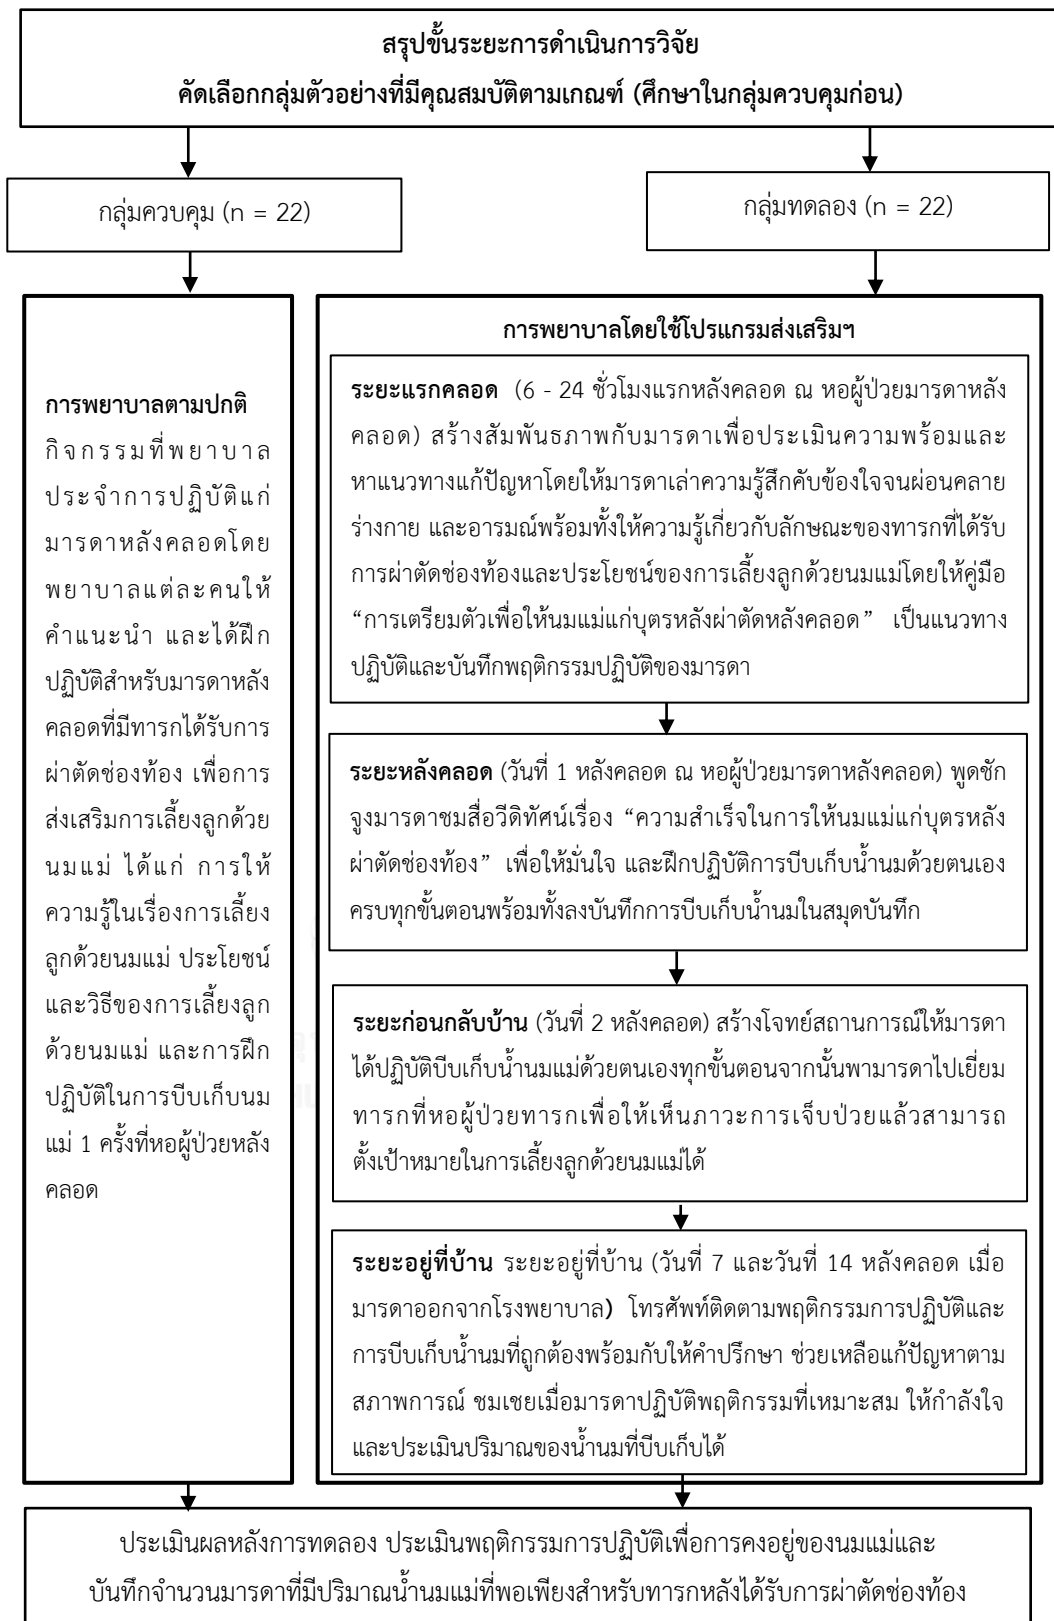 สรุปขั้นระยะการดำเนินการวิจัย
คัดเลือกกลุ่มตัวอย่างที่มีคุณสมบัติตามเกณฑ์ (ศึกษาในกลุ่มควบคุมก่อน)
กลุ่มควบคุม (n = 22)
กลุ่มทดลอง (n = 22)
การพยาบาลตามปกติ
กิจกรรมที่พยาบาล
ประจำการปฏิบัติแก่
มารดาหลังคลอดโดย
พยาบาลแต่ละคนให้
คำแนะนำ และได้ฝึก
ปฏิบัติสำหรับมารดาหลัง
คลอดที่มีทารกได้รับการ
ผ่าตัดช่องท้อง เพื่อการ
ส่งเสริมการเลี้ยงลูกด้วย
นมแม่ ได้แก่ การให้
ความรู้ในเรื่องการเลี้ยง
ลูกด้วยนมแม่ ประโยชน์
และวิธีของการเลี้ยงลูก
ด้วยนมแม่ และการฝึก
ปฏิบัติในการบีบเก็บนม
แม่ 1 ครั้งที่หอผู้ป่วยหลัง
คลอด
การพยาบาลโดยใช้โปรแกรมส่งเสริมฯ
ระยะแรกคลอด (6 - 24 ชั่วโมงแรกหลังคลอด ณ หอผู้ป่วยมารดาหลัง
คลอด) สร้างสัมพันธภาพกับมารดาเพื่อประเมินความพร้อมและ
หาแนวทางแก้ปัญหาโดยให้มารดาเล่าความรู้สึกคับข้องใจจนผ่อนคลาย
ร่างกาย และอารมณ์พร้อมทั้งให้ความรู้เกี่ยวกับลักษณะของทารกที่ได้รับ
การผ่าตัดช่องท้องและประโยชน์ของการเลี้ยงลูกด้วยนมแม่โดยให้คู่มือ
“การเตรียมตัวเพื่อให้นมแม่แก่บุตรหลังผ่าตัดหลังคลอด” เป็นแนวทาง
ปฏิบัติและบันทึกพฤติกรรมปฏิบัติของมารดา
ระยะหลังคลอด (วันที่ 1 หลังคลอด ณ หอผู้ป่วยมารดาหลังคลอด) พูดชัก
จูงมารดาชมสื่อวีดิทัศน์เรื่อง “ความสำเร็จในการให้นมแม่แก่บุตรหลัง
ผ่าตัดช่องท้อง” เพื่อให้มั่นใจ และฝึกปฏิบัติการบีบเก็บน้ำนมด้วยตนเอง
ครบทุกขั้นตอนพร้อมทั้งลงบันทึกการบีบเก็บน้ำนมในสมุดบันทึก
ระยะก่อนกลับบ้าน (วันที่ 2 หลังคลอด) สร้างโจทย์สถานการณ์ให้มารดา
ได้ปฏิบัติบีบเก็บน้ำนมแม่ด้วยตนเองทุกขั้นตอนจากนั้นพามารดาไปเยี่ยม
ทารกที่หอผู้ป่วยทารกเพื่อให้เห็นภาวะการเจ็บป่วยแล้วสามารถ
ตั้งเป้าหมายในการเลี้ยงลูกด้วยนมแม่ได้
ระยะอยู่ที่บ้าน ระยะอยู่ที่บ้าน (วันที่ 7 และวันที่ 14 หลังคลอด เมื่อ
มารดาออกจากโรงพยาบาล) โทรศัพท์ติดตามพฤติกรรมการปฏิบัติและ
การบีบเก็บน้ำนมที่ถูกต้องพร้อมกับให้คำปรึกษา ช่วยเหลือแก้ปัญหาตาม
สภาพการณ์ ชมเชยเมื่อมารดาปฏิบัติพฤติกรรมที่เหมาะสม ให้กำลังใจ
และประเมินปริมาณของน้ำนมที่บีบเก็บได้
ประเมินผลหลังการทดลอง ประเมินพฤติกรรมการปฏิบัติเพื่อการคงอยู่ของนมแม่และ
บันทึกจำนวนมารดาที่มีปริมาณน้ำนมแม่ที่พอเพียงสำหรับทารกหลังได้รับการผ่าตัดช่องท้อง